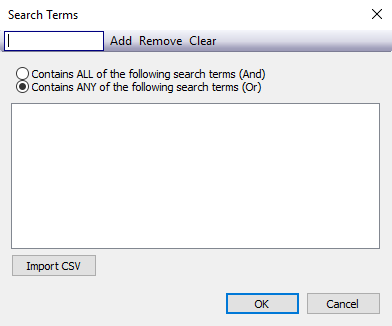 Search Terms
Add Remove Clear
Contains ALL of the following search terms (And)
Contains ANY of the following search terms (Or)
Import CSV
OK Cancel